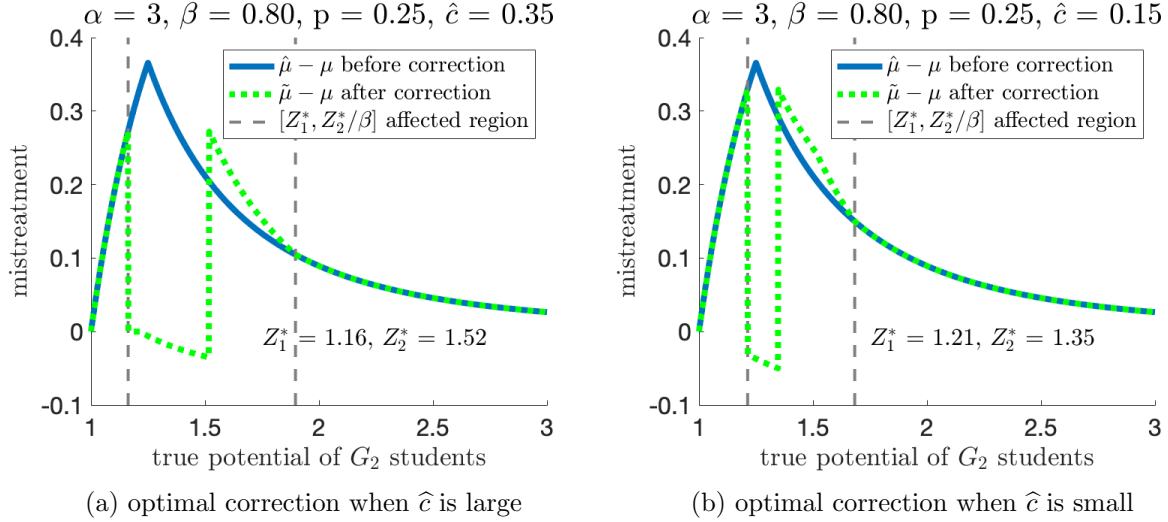 α = 3, β = 0.80, p = 0.25, ĉ = 0.35
0.4
0.3
0.2
0.1
0
-0.1
mistreatment
μ̂ − μ before correction
μ̃ − μ after correction
[Z₁*, Z₂*/β] affected region
Z₁* = 1.16, Z₂* = 1.52
1 1.5 2 2.5 3
true potential of G₂ students
(a) optimal correction when ĉ is large
α = 3, β = 0.80, p = 0.25, ĉ = 0.15
0.4
0.3
0.2
0.1
0
-0.1
mistreatment
μ̂ − μ before correction
μ̃ − μ after correction
[Z₁*, Z₂*/β] affected region
Z₁* = 1.21, Z₂* = 1.35
1 1.5 2 2.5 3
true potential of G₂ students
(b) optimal correction when ĉ is small